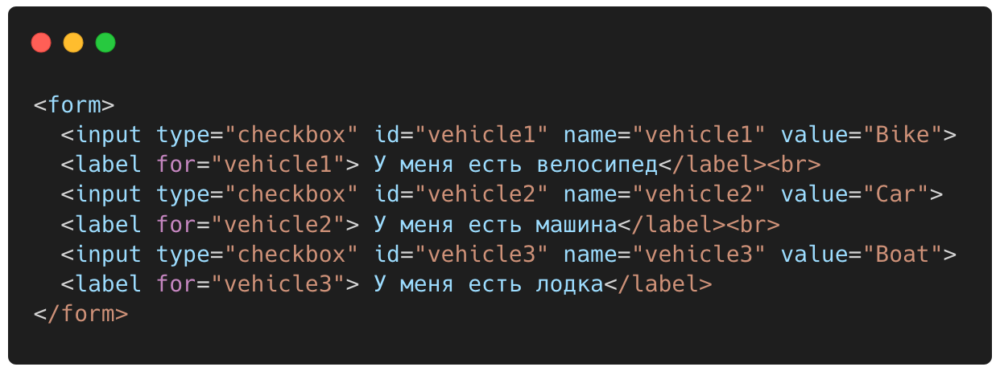 <form>
  <input type="checkbox" id="vehicle1" name="vehicle1" value="Bike">
  <label for="vehicle1"> У меня есть велосипед</label><br>
  <input type="checkbox" id="vehicle2" name="vehicle2" value="Car">
  <label for="vehicle2"> У меня есть машина</label><br>
  <input type="checkbox" id="vehicle3" name="vehicle3" value="Boat">
  <label for="vehicle3"> У меня есть лодка</label>
</form>